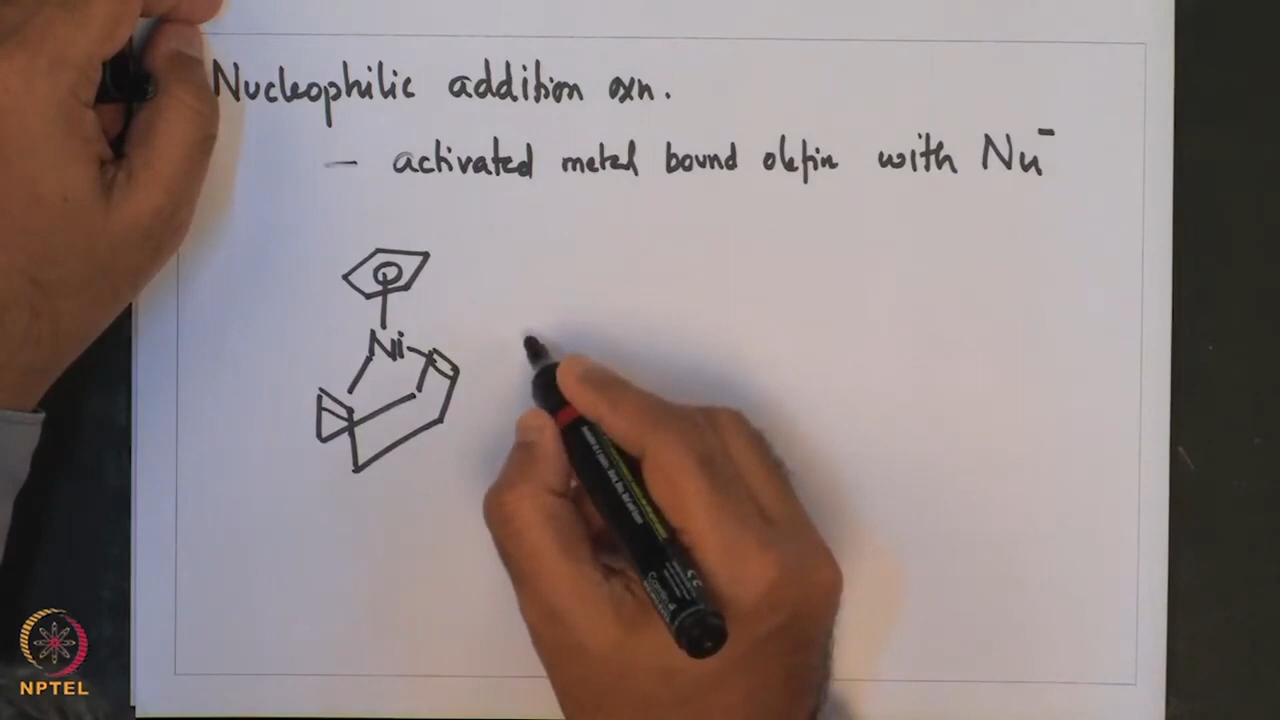 Nucleophilic addition rxn.
— activated metal bound olefin with Nu⁻
Ni
NPTEL